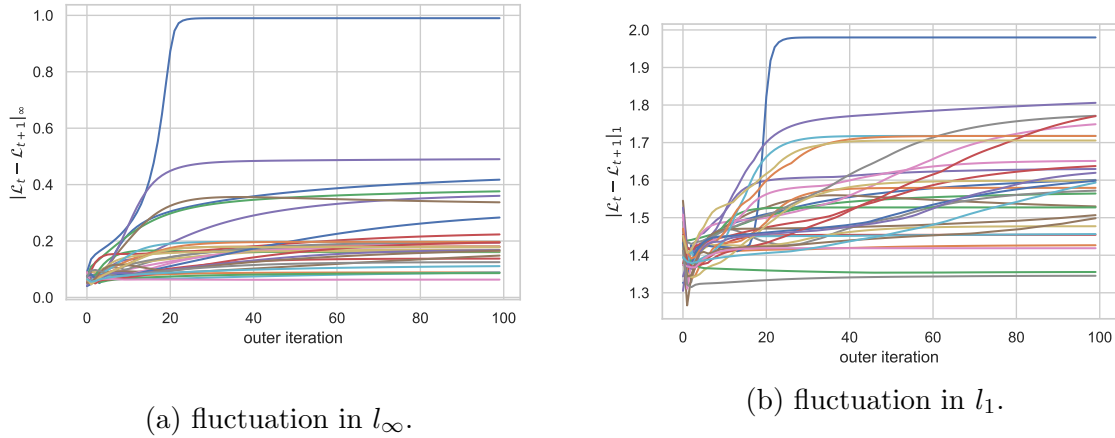 1.0
0.8
0.6
0.4
0.2
0.0
|ℒt − ℒt+1|∞
0 20 40 60 80 100
outer iteration
(a) fluctuation in l∞.
2.0
1.9
1.8
1.7
1.6
1.5
1.4
1.3
|ℒt − ℒt+1|1
0 20 40 60 80 100
outer iteration
(b) fluctuation in l1.